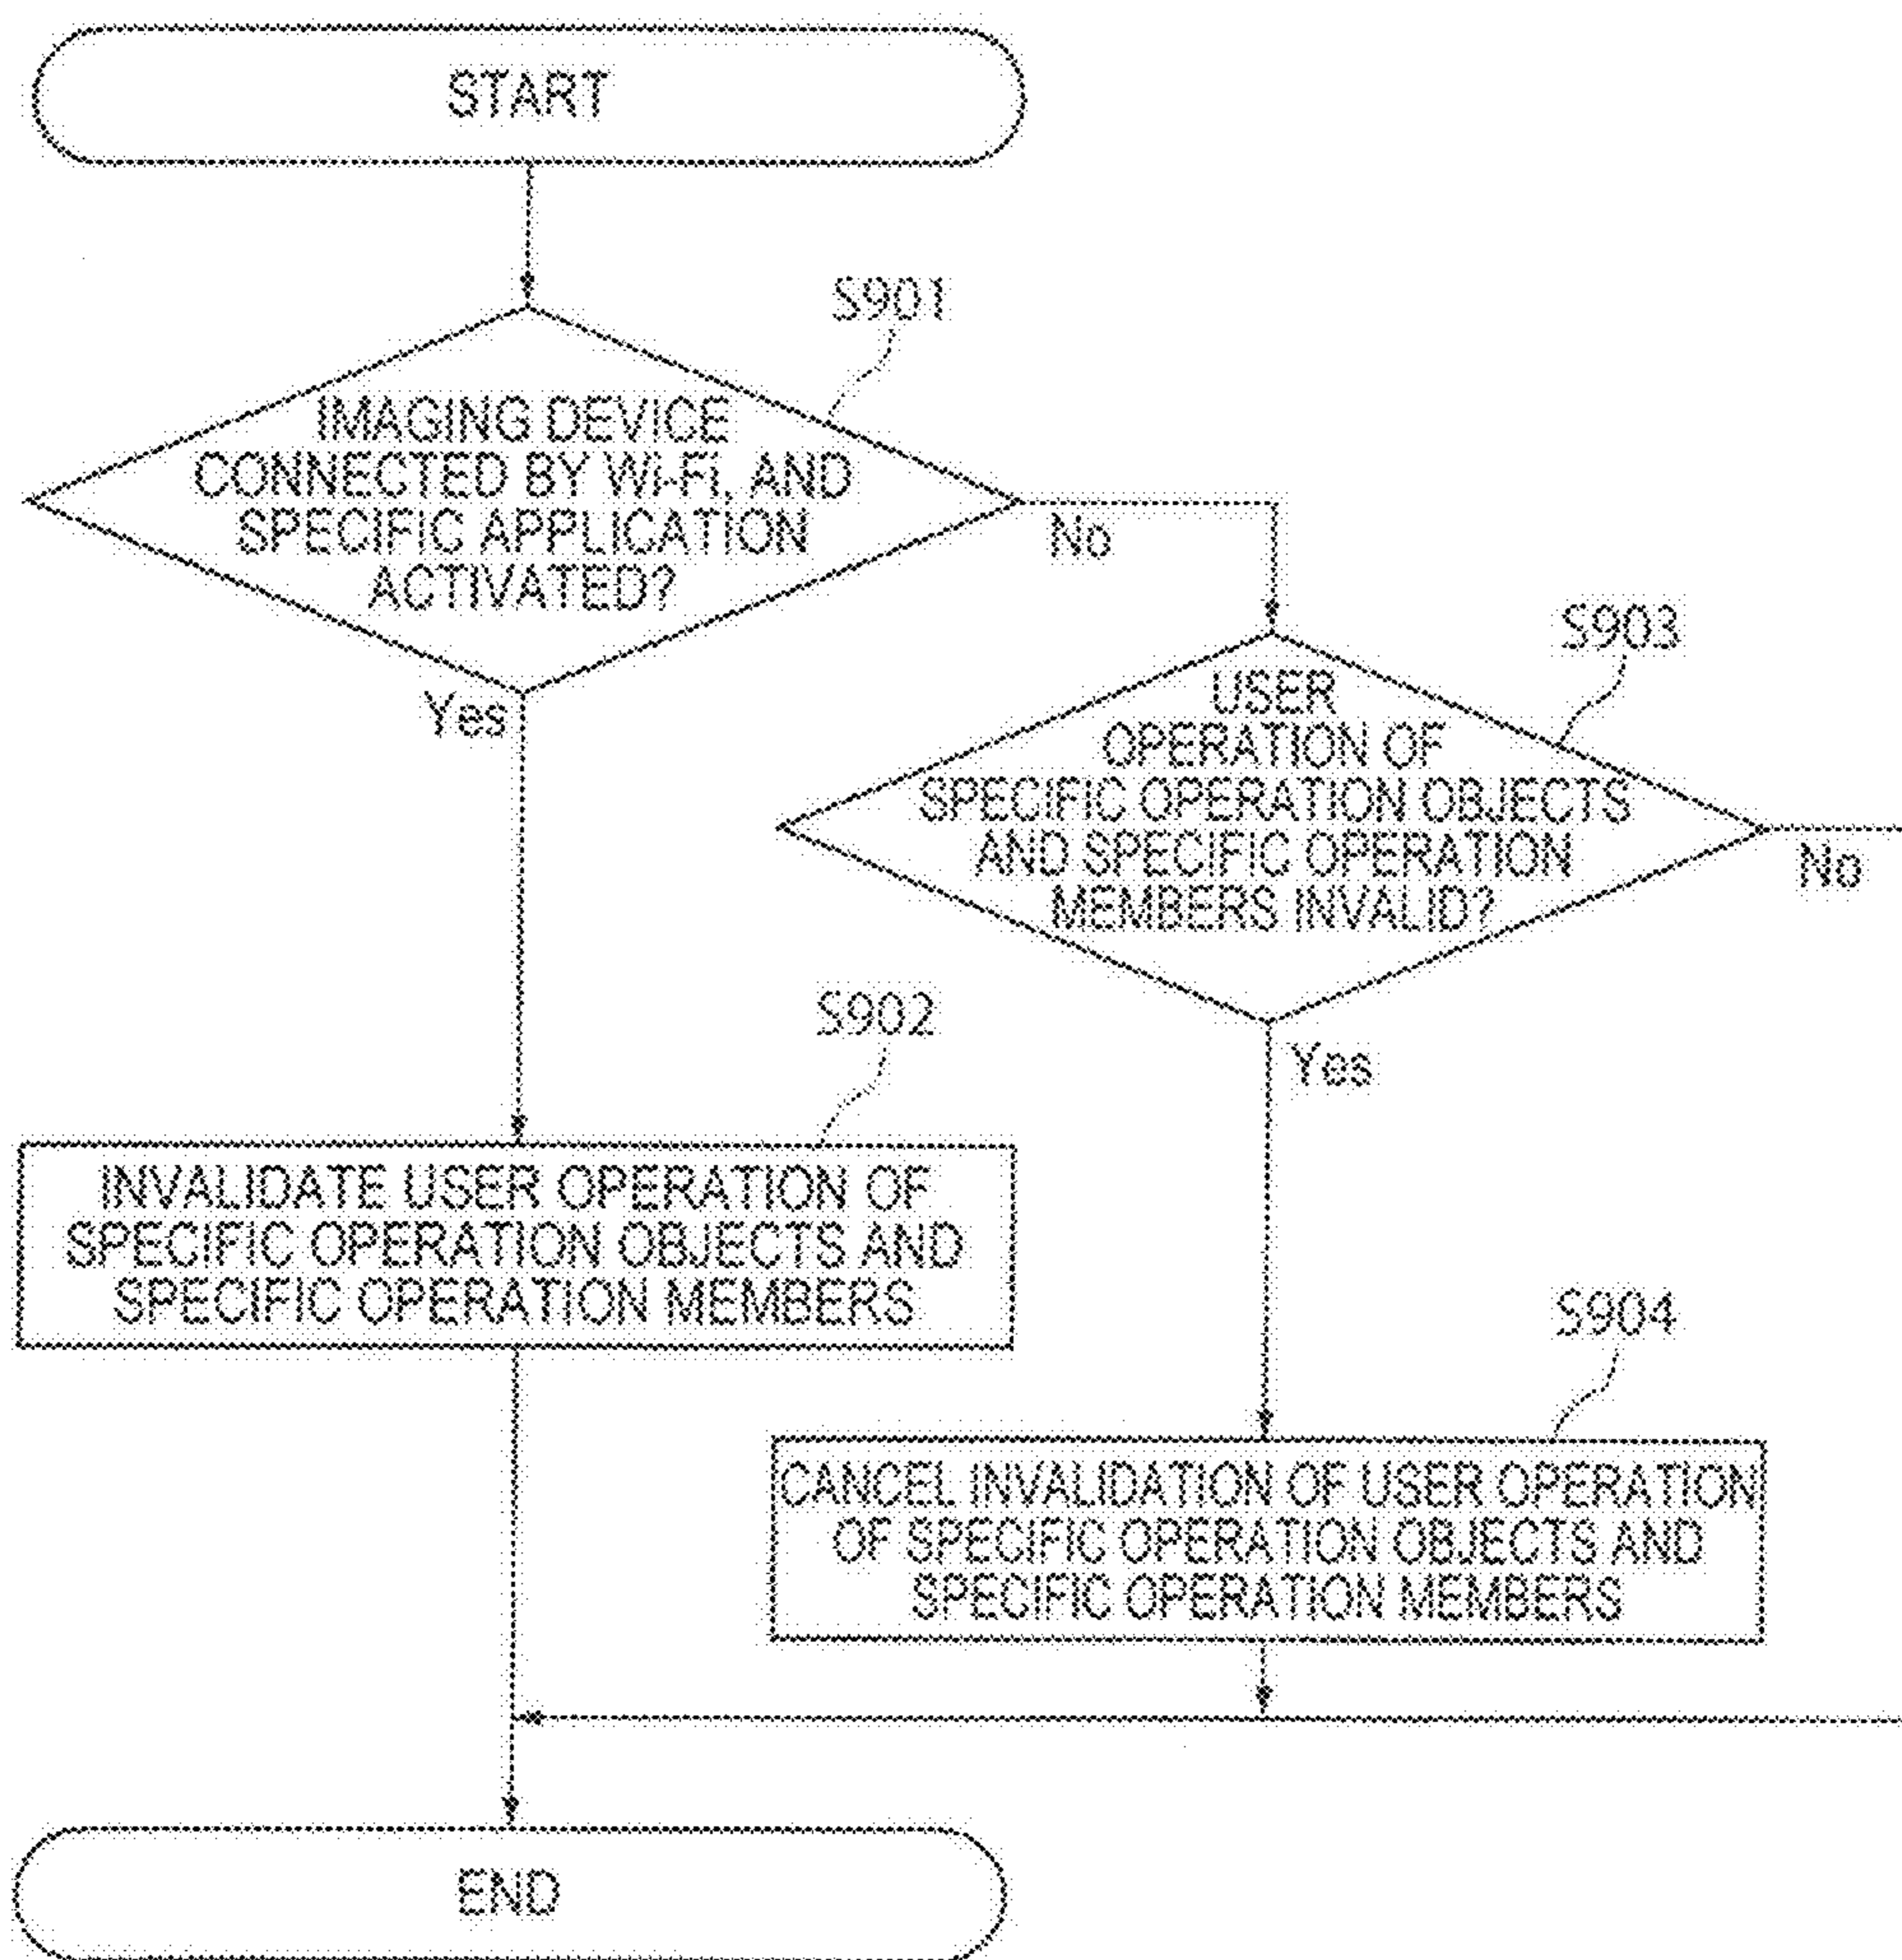 START
S901
IMAGING DEVICE
CONNECTED BY Wi-Fi, AND
SPECIFIC APPLICATION
ACTIVATED?
No
Yes
S903
USER
OPERATION OF
SPECIFIC OPERATION OBJECTS
AND SPECIFIC OPERATION
MEMBERS INVALID?
No
Yes
S902
INVALIDATE USER OPERATION OF
SPECIFIC OPERATION OBJECTS AND
SPECIFIC OPERATION MEMBERS
S904
CANCEL INVALIDATION OF USER OPERATION
OF SPECIFIC OPERATION OBJECTS AND
SPECIFIC OPERATION MEMBERS
END